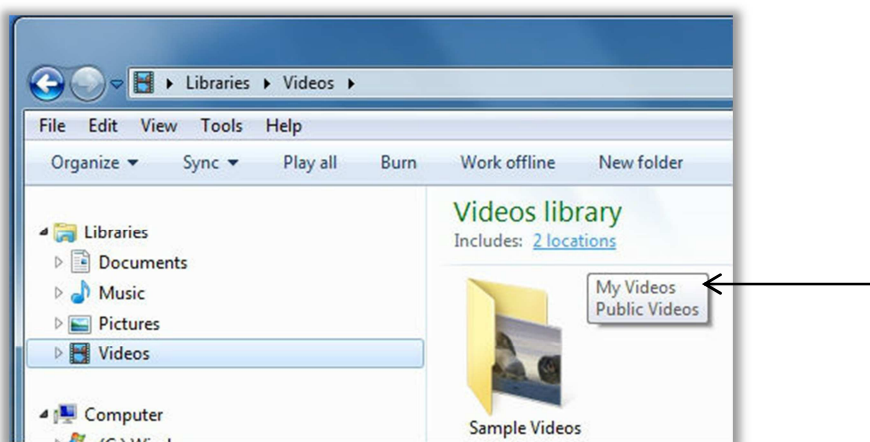 Libraries Videos
File Edit View Tools Help
Organize Sync Play all Burn Work offline New folder
Libraries
Documents
Music
Pictures
Videos
Computer
Videos library
Includes: 2 locations
My Videos
Public Videos
Sample Videos